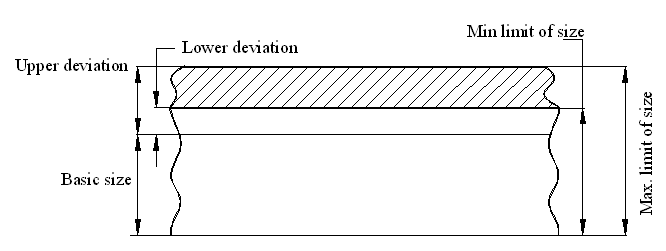 Min limit of size
Lower deviation
Upper deviation
Basic size
Max. limit of size